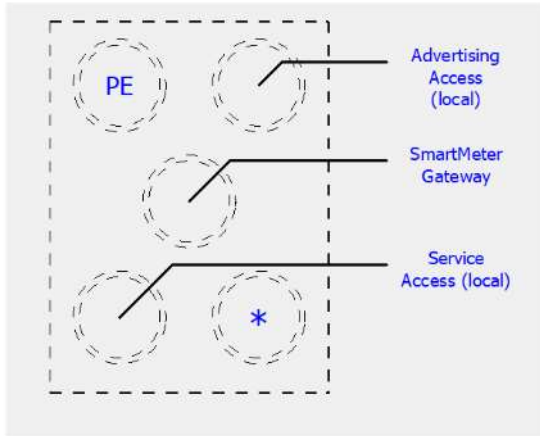 PE
Advertising
Access
(local)
SmartMeter
Gateway
Service
Access (local)
*